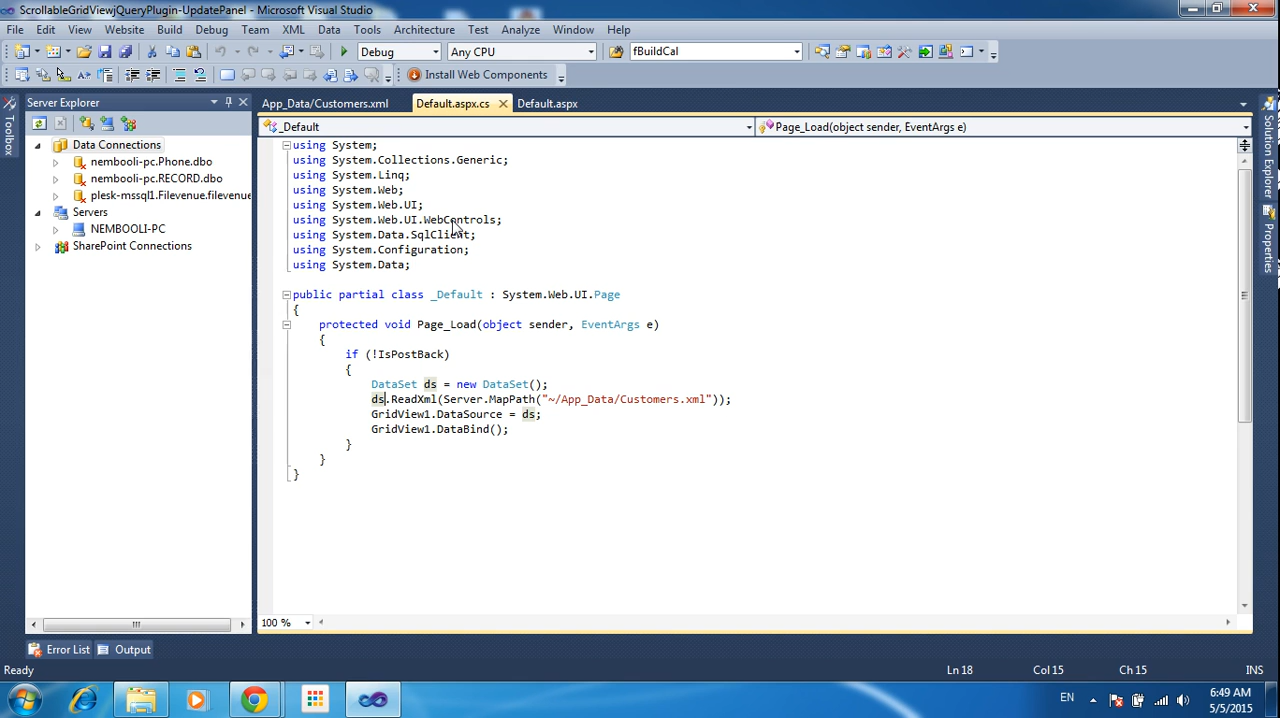 ScrollableGridViewjQueryPlugin-UpdatePanel - Microsoft Visual Studio
File Edit View Website Build Debug Team XML Data Tools Architecture Test Analyze Window Help
Debug Any CPU fBuildCal
Install Web Components
Toolbox
Server Explorer
Data Connections
nembooli-pc.Phone.dbo
nembooli-pc.RECORD.dbo
plesk-mssql1.Filevenue.filevenue
Servers
NEMBOOLI-PC
SharePoint Connections
App_Data/Customers.xml Default.aspx.cs Default.aspx
_Default Page_Load(object sender, EventArgs e)
using System;
using System.Collections.Generic;
using System.Linq;
using System.Web;
using System.Web.UI;
using System.Web.UI.WebControls;
using System.Data.SqlClient;
using System.Configuration;
using System.Data;
public partial class _Default : System.Web.UI.Page
{
protected void Page_Load(object sender, EventArgs e)
{
if (!IsPostBack)
{
DataSet ds = new DataSet();
ds.ReadXml(Server.MapPath("~/App_Data/Customers.xml"));
GridView1.DataSource = ds;
GridView1.DataBind();
}
}
}
Solution Explorer
Properties
100 %
Error List Output
Ready Ln 18 Col 15 Ch 15 INS
EN 6:49 AM
5/5/2015